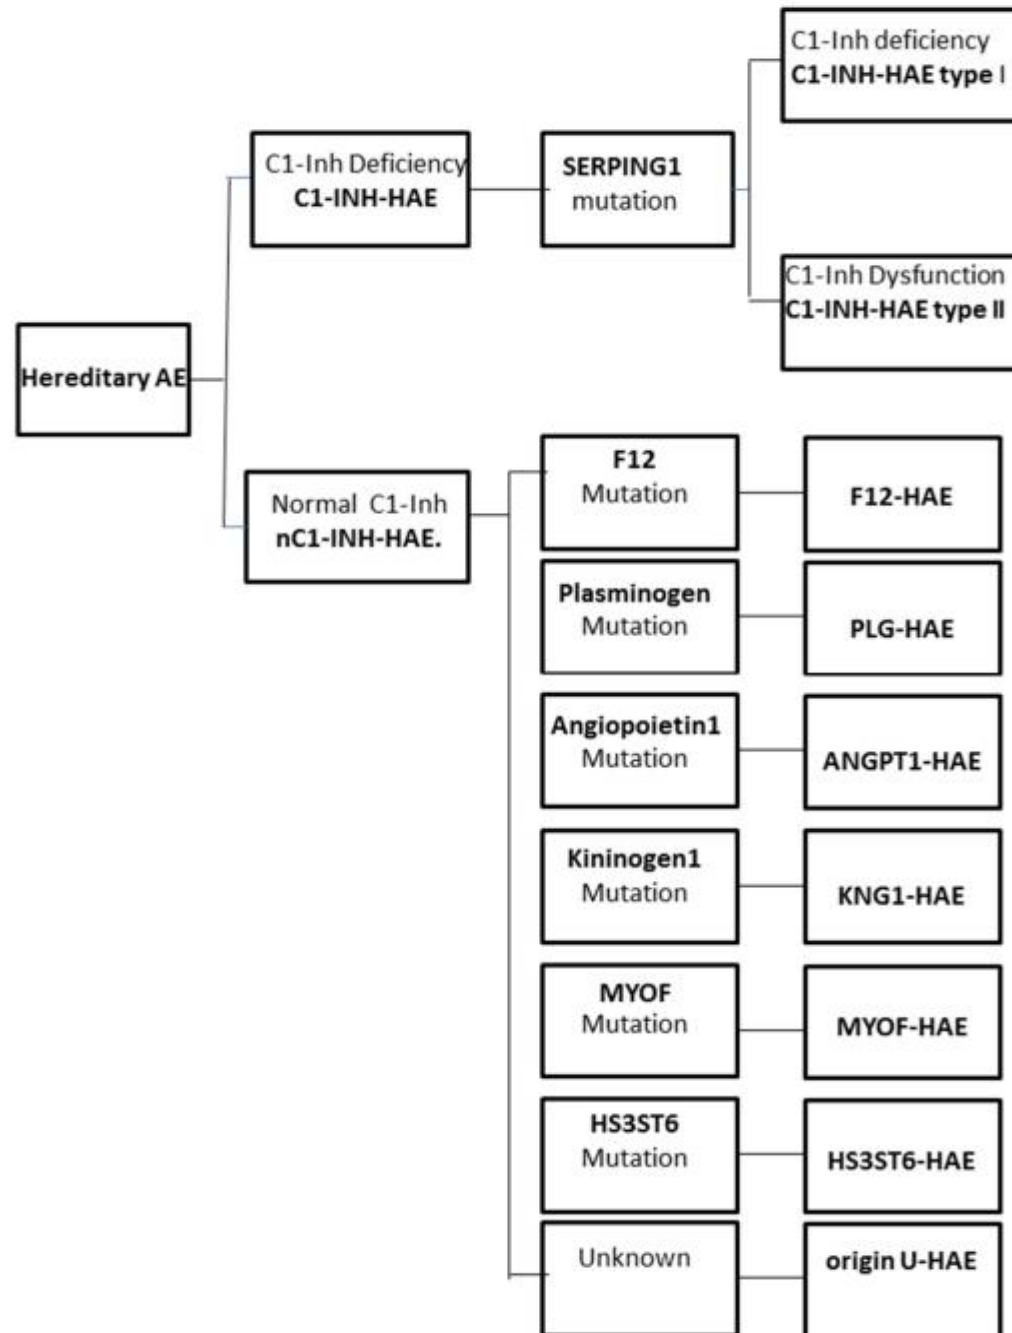 C1-Inh deficiency
C1-INH-HAE type I
C1-Inh Deficiency
C1-INH-HAE
SERPING1
mutation
C1-Inh Dysfunction
C1-INH-HAE type II
Hereditary AE
Normal C1-Inh
nC1-INH-HAE.
F12
Mutation
F12-HAE
Plasminogen
Mutation
PLG-HAE
Angiopoietin1
Mutation
ANGPT1-HAE
Kininogen1
Mutation
KNG1-HAE
MYOF
Mutation
MYOF-HAE
HS3ST6
Mutation
HS3ST6-HAE
Unknown
origin U-HAE